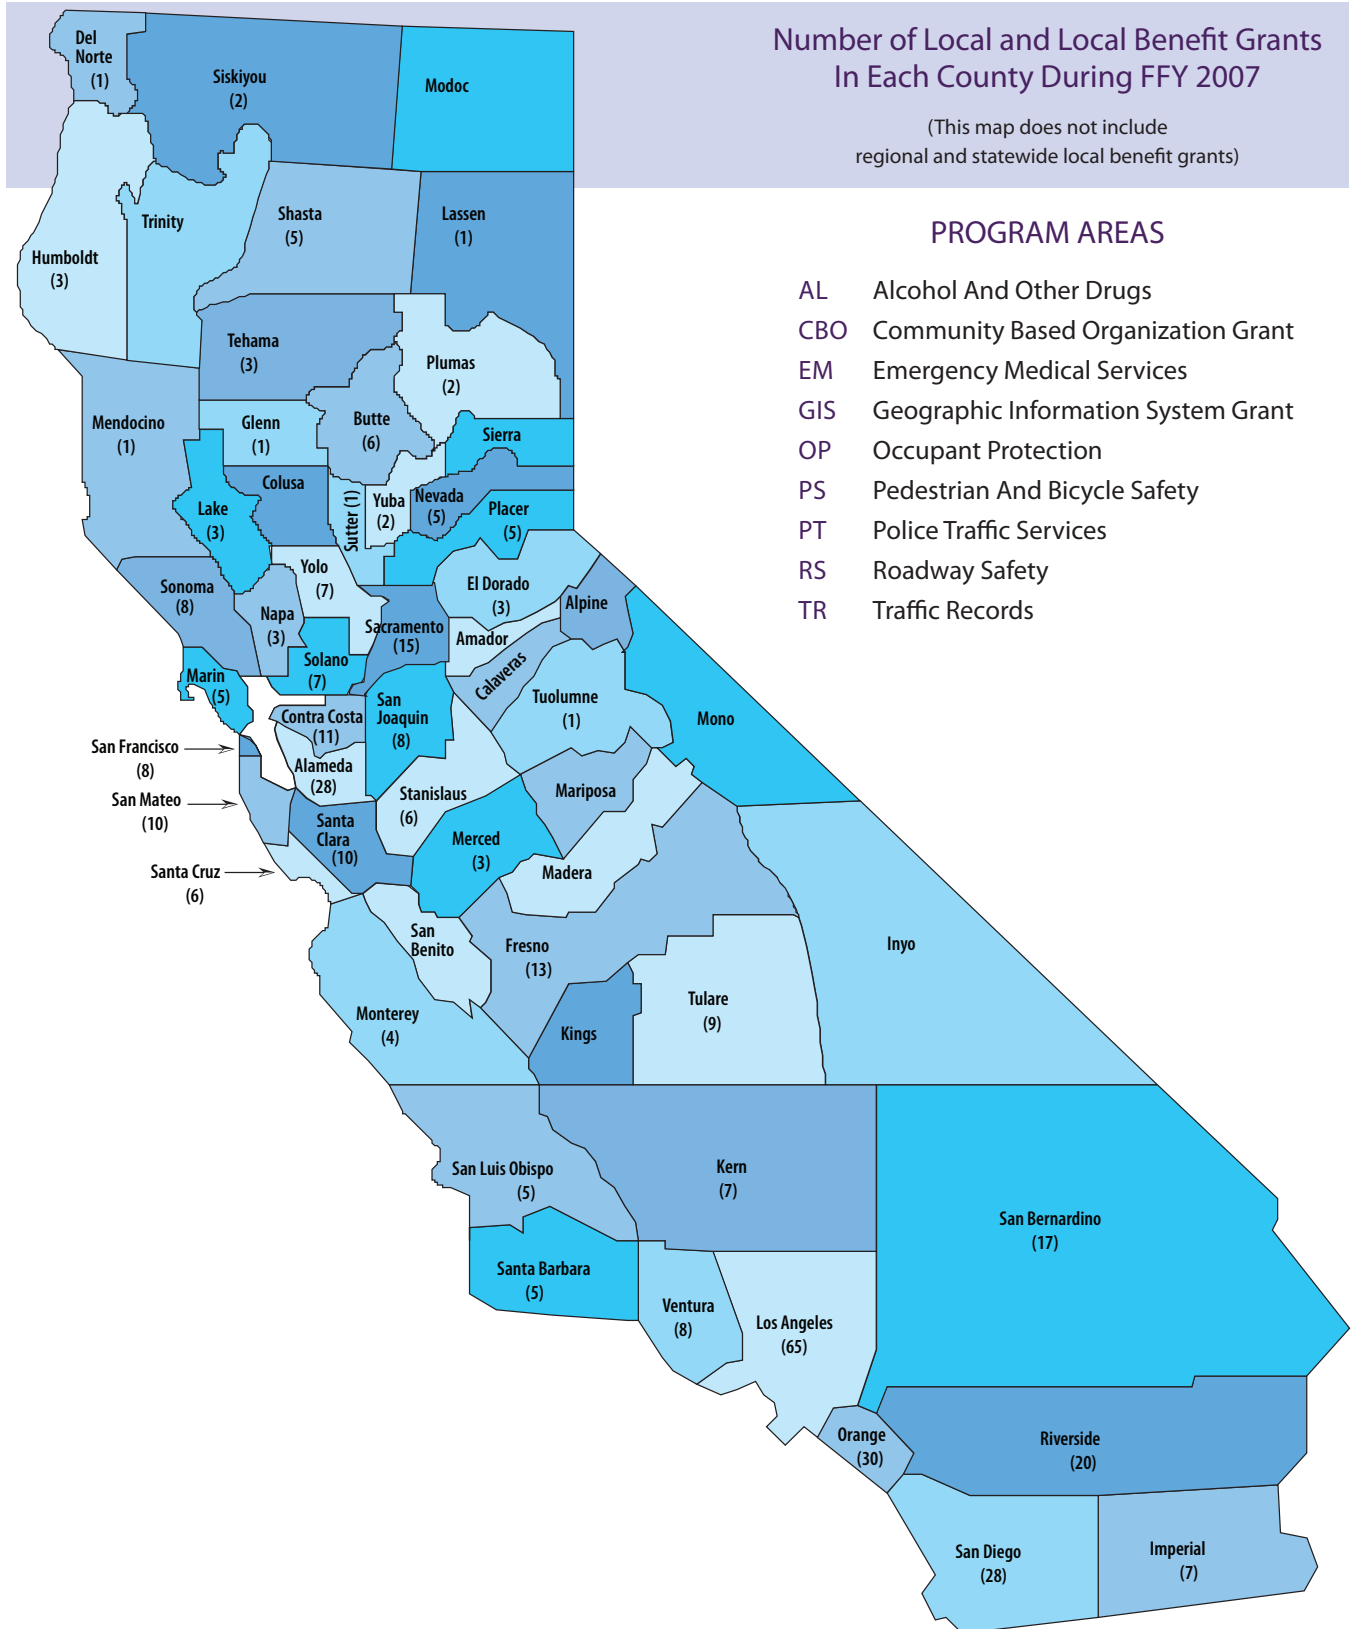 Number of Local and Local Benefit Grants
In Each County During FFY 2007
(This map does not include
regional and statewide local benefit grants)
PROGRAM AREAS
AL Alcohol And Other Drugs
CBO Community Based Organization Grant
EM Emergency Medical Services
GIS Geographic Information System Grant
OP Occupant Protection
PS Pedestrian And Bicycle Safety
PT Police Traffic Services
RS Roadway Safety
TR Traffic Records
Del
Norte
(1)
Siskiyou
(2)
Modoc
Humboldt
(3)
Trinity
Shasta
(5)
Lassen
(1)
Tehama
(3)
Plumas
(2)
Mendocino
(1)
Glenn
(1)
Butte
(6)
Sierra
Lake
(3)
Colusa
Sutter (1)
Yuba
(2)
Nevada
(5)
Placer
(5)
Sonoma
(8)
Napa
(3)
Yolo
(7)
El Dorado
(3)
Alpine
Sacramento
(15)
Amador
Marin
(5)
Solano
(7)
Calaveras
Contra Costa
(11)
San
Joaquin
(8)
Tuolumne
(1)
Mono
San Francisco
(8)
Alameda
(28)
San Mateo
(10)
Stanislaus
(6)
Mariposa
Santa
Clara
(10)
Merced
(3)
Madera
Santa Cruz
(6)
San
Benito
Fresno
(13)
Inyo
Monterey
(4)
Kings
Tulare
(9)
San Luis Obispo
(5)
Kern
(7)
San Bernardino
(17)
Santa Barbara
(5)
Ventura
(8)
Los Angeles
(65)
Orange
(30)
Riverside
(20)
San Diego
(28)
Imperial
(7)